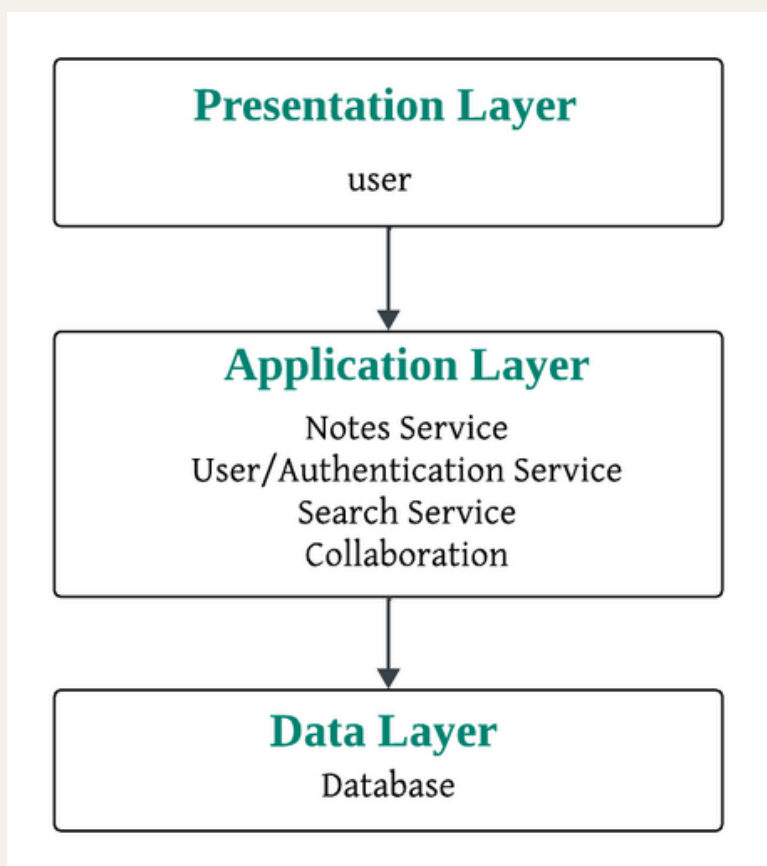 Presentation Layer
user
Application Layer
Notes Service
User/Authentication Service
Search Service
Collaboration
Data Layer
Database